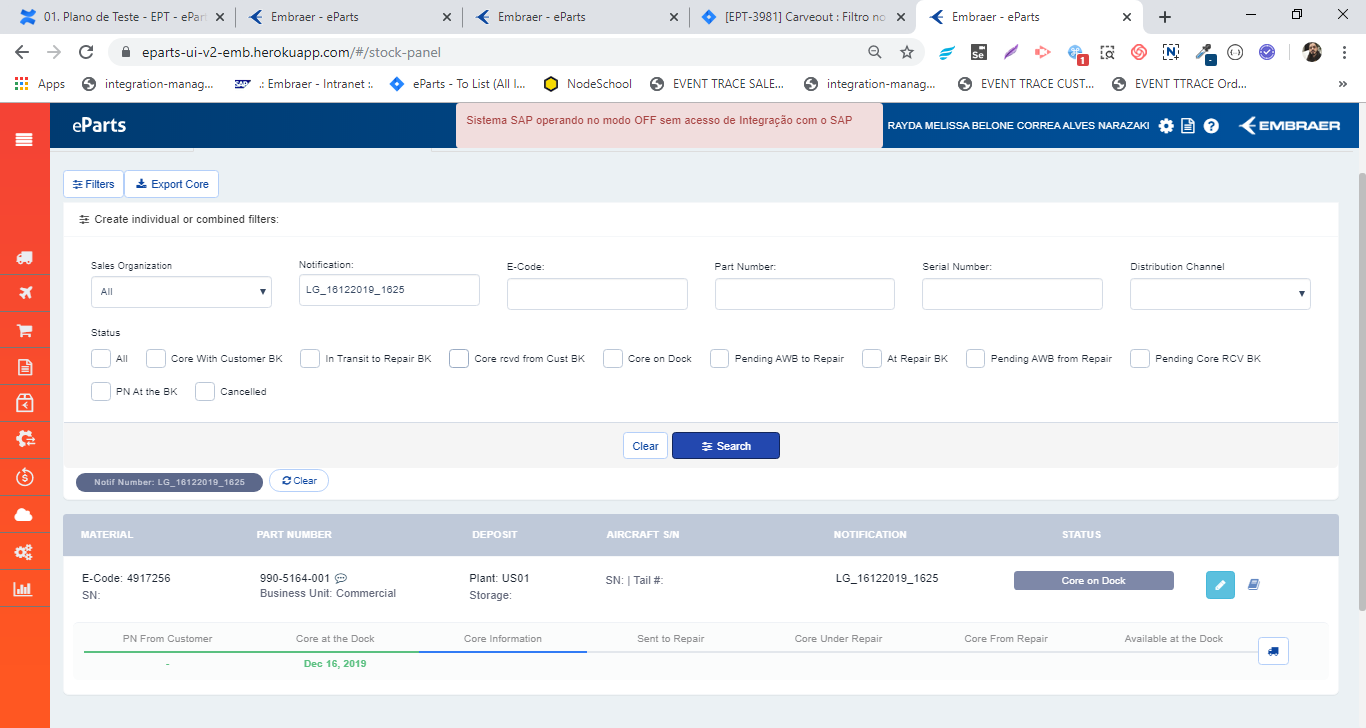 01. Plano de Teste - EPT - ePart
Embraer - eParts
Embraer - eParts
[EPT-3981] Carveout : Filtro no
Embraer - eParts
eparts-ui-v2-emb.herokuapp.com/#/stock-panel
Apps
integration-manag...
.: Embraer - Intranet :.
eParts - To List (All I...
NodeSchool
EVENT TRACE SALE...
integration-manag...
EVENT TRACE CUST...
EVENT TTRACE Ord...
eParts
Sistema SAP operando no modo OFF sem acesso de Integração com o SAP
RAYDA MELISSA BELONE CORREA ALVES NARAZAKI
EMBRAER
Filters
Export Core
Create individual or combined filters:
Sales Organization
Notification:
E-Code:
Part Number:
Serial Number:
Distribution Channel
All
LG_16122019_1625
Status
All
Core With Customer BK
In Transit to Repair BK
Core rcvd from Cust BK
Core on Dock
Pending AWB to Repair
At Repair BK
Pending AWB from Repair
Pending Core RCV BK
PN At the BK
Cancelled
Clear
Search
Notif Number: LG_16122019_1625
Clear
MATERIAL
PART NUMBER
DEPOSIT
AIRCRAFT S/N
NOTIFICATION
STATUS
E-Code: 4917256
SN:
990-5164-001
Business Unit: Commercial
Plant: US01
Storage:
SN: | Tail #:
LG_16122019_1625
Core on Dock
PN From Customer
Core at the Dock
Core Information
Sent to Repair
Core Under Repair
Core From Repair
Available at the Dock
-
Dec 16, 2019